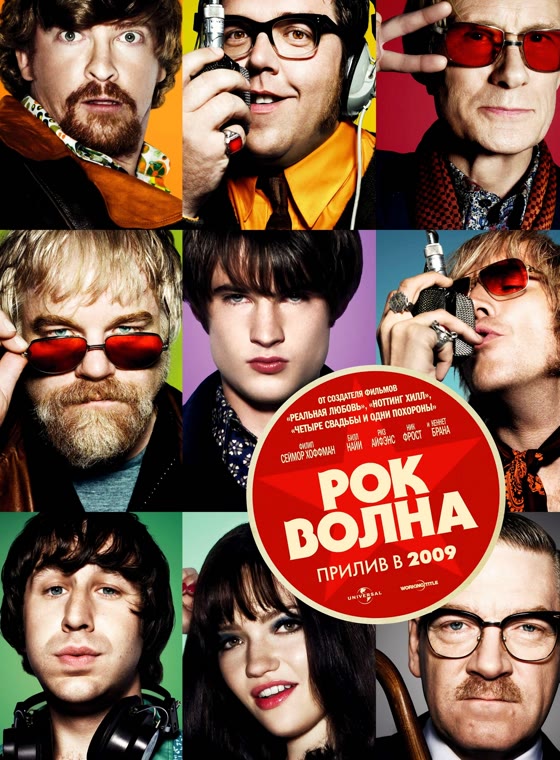 ОТ СОЗДАТЕЛЯ ФИЛЬМОВ
„РЕАЛЬНАЯ ЛЮБОВЬ“, „НОТТИНГ ХИЛЛ“,
„ЧЕТЫРЕ СВАДЬБЫ И ОДНИ ПОХОРОНЫ“
ФИЛИП СЕЙМОР ХОФФМАН БИЛЛ НАЙИ РИС АЙФЭНС НИК ФРОСТ И КЕННЕТ БРАНА
РОК
ВОЛНА
ПРИЛИВ В 2009
UNIVERSAL WORKING TITLE